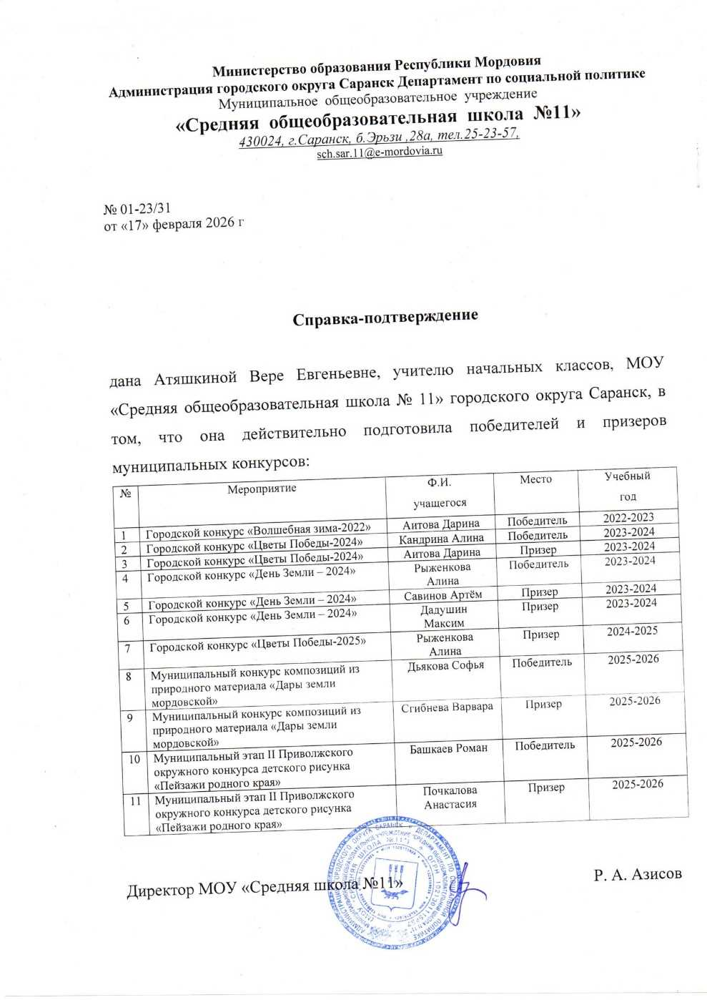 Министерство образования Республики Мордовия
Администрация городского округа Саранск Департамент по социальной политике
Муниципальное общеобразовательное учреждение
«Средняя общеобразовательная школа №11»
430024, г.Саранск, б.Эрьзи ,28а, тел.25-23-57,
sch.sar.11@e-mordovia.ru
№ 01-23/31
от «17» февраля 2026 г
Справка-подтверждение
дана Атяшкиной Вере Евгеньевне, учителю начальных классов, МОУ
«Средняя общеобразовательная школа № 11» городского округа Саранск, в
том, что она действительно подготовила победителей и призеров
муниципальных конкурсов:
№ Мероприятие Ф.И. учащегося Место Учебный год
1 Городской конкурс «Волшебная зима-2022» Аитова Дарина Победитель 2022-2023
2 Городской конкурс «Цветы Победы-2024» Кандрина Алина Победитель 2023-2024
3 Городской конкурс «Цветы Победы-2024» Аитова Дарина Призер 2023-2024
4 Городской конкурс «День Земли – 2024» Рыженкова Алина Победитель 2023-2024
5 Городской конкурс «День Земли – 2024» Савинов Артём Призер 2023-2024
6 Городской конкурс «День Земли – 2024» Дадушин Максим Призер 2023-2024
7 Городской конкурс «Цветы Победы-2025» Рыженкова Алина Призер 2024-2025
8 Муниципальный конкурс композиций из природного материала «Дары земли мордовской» Дьякова Софья Победитель 2025-2026
9 Муниципальный конкурс композиций из природного материала «Дары земли мордовской» Сгибнева Варвара Призер 2025-2026
10 Муниципальный этап II Приволжского окружного конкурса детского рисунка «Пейзажи родного края» Башкаев Роман Победитель 2025-2026
11 Муниципальный этап II Приволжского окружного конкурса детского рисунка «Пейзажи родного края» Почкалова Анастасия Призер 2025-2026
Директор МОУ «Средняя школа №11» Р. А. Азисов